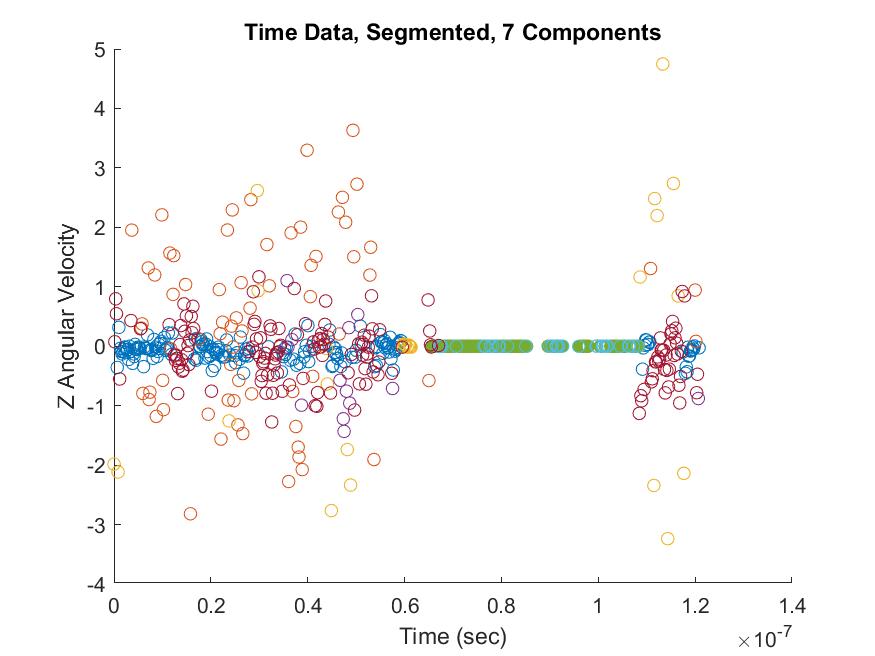 Time Data, Segmented, 7 Components
5
4
3
2
1
0
-1
-2
-3
-4
Z Angular Velocity
0 0.2 0.4 0.6 0.8 1 1.2 1.4
Time (sec)
×10⁻⁷